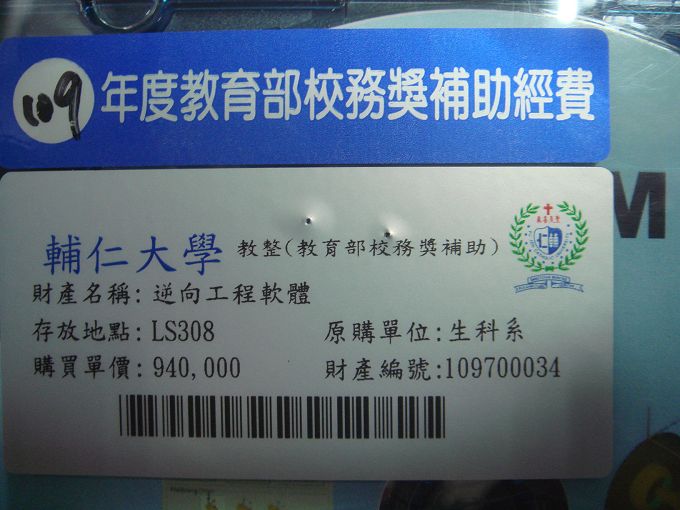 109 年度教育部校務獎補助經費
輔仁大學 教整(教育部校務獎補助)
財產名稱: 逆向工程軟體
存放地點: LS308 原購單位:生科系
購買單價: 940,000 財產編號:109700034
M